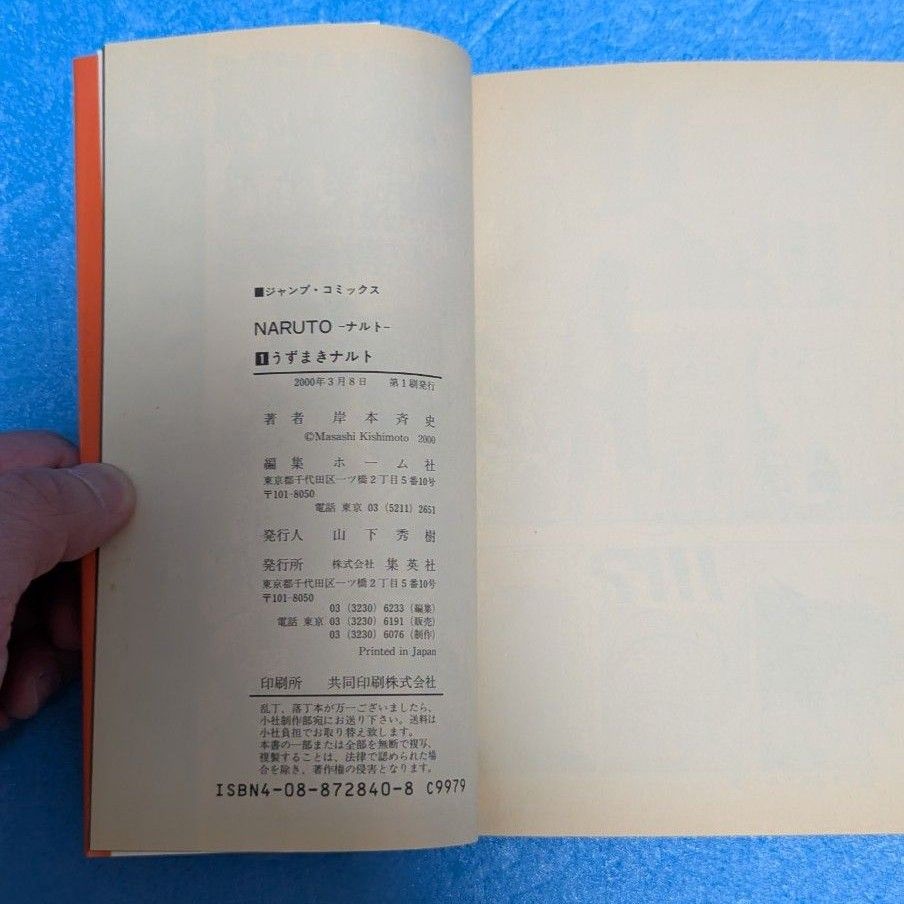 ■ジャンプ・コミックス
NARUTO -ナルト-
1 うずまきナルト
2000年3月8日 第1刷発行
著者 岸本斉史
©Masashi Kishimoto 2000
編集 ホーム社
東京都千代田区一ツ橋2丁目5番10号
〒101-8050
電話 東京 03 (5211) 2651
発行人 山下秀樹
発行所 株式会社 集英社
東京都千代田区一ツ橋2丁目5番10号
〒101-8050
03 (3230) 6233 (編集)
電話 東京 03 (3230) 6191 (販売)
03 (3230) 6076 (制作)
Printed in Japan
印刷所 共同印刷株式会社
乱丁、落丁本が万一ございましたら、
小社制作部宛にお送り下さい。送料は
小社負担でお取り替え致します。
本書の一部または全部を無断で複写、
複製することは、法律で認められた場
合を除き、著作権の侵害となります。
ISBN4-08-872840-8 C9979